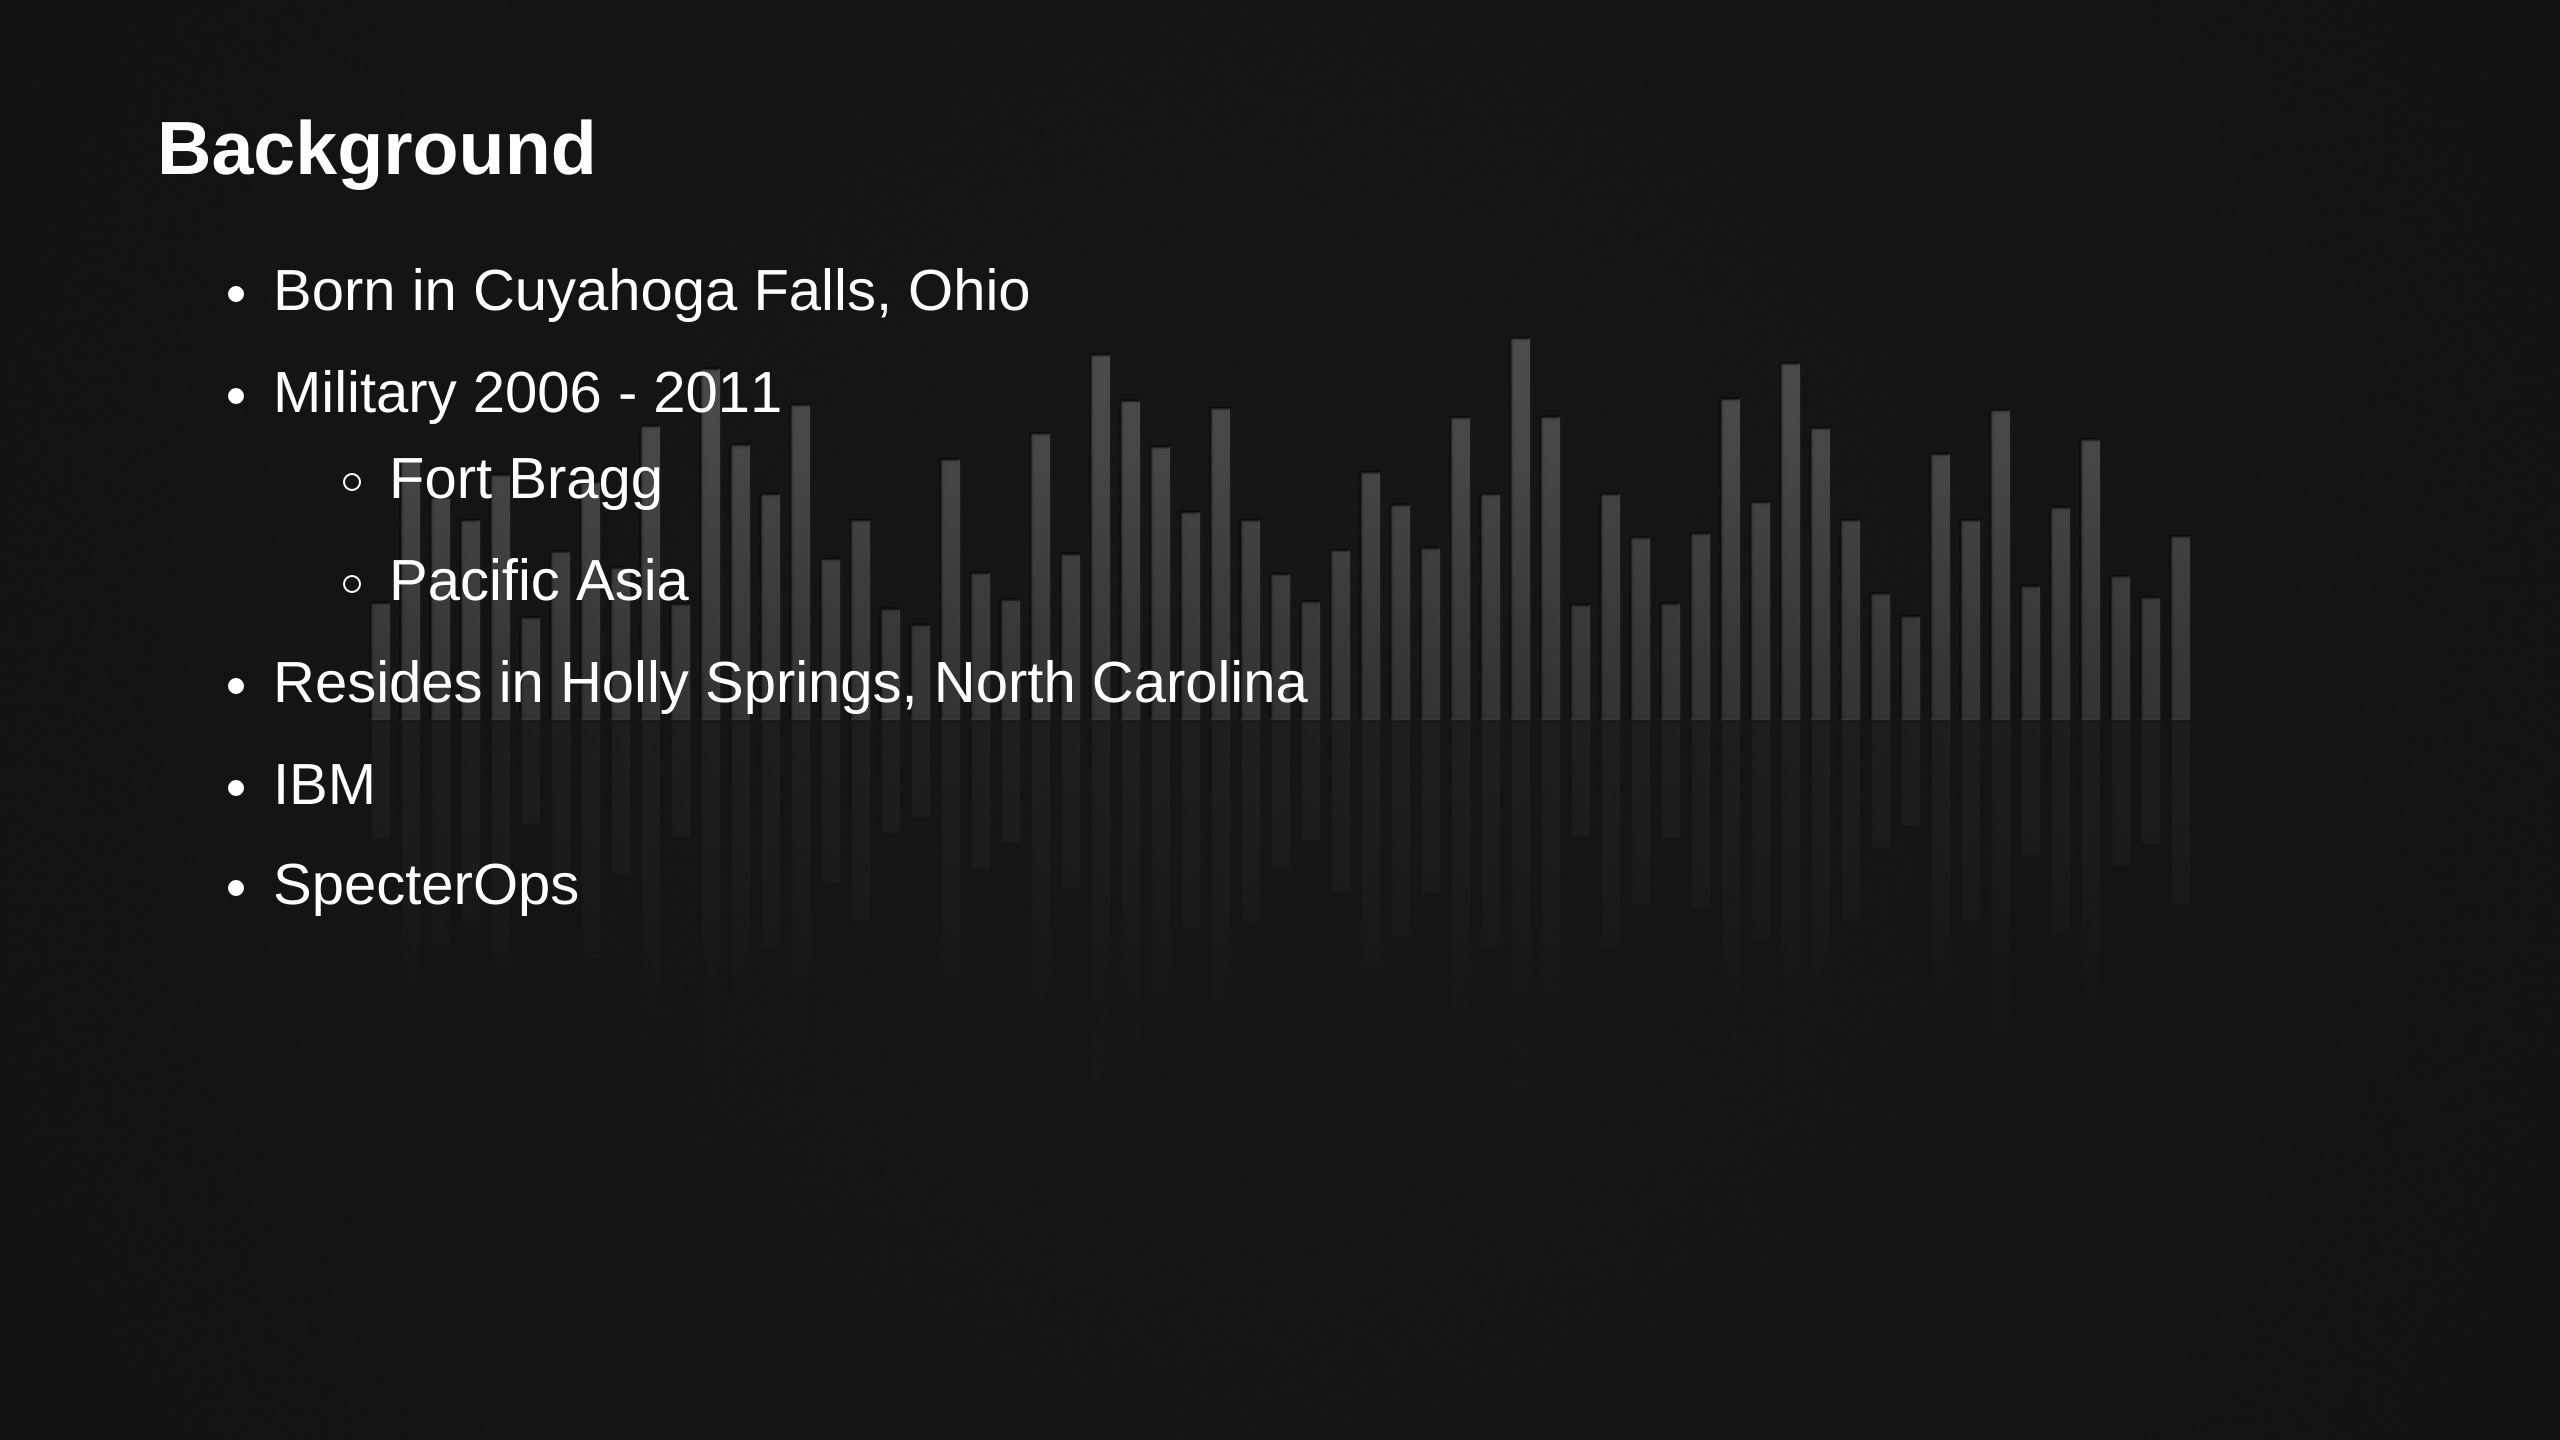 Background
Born in Cuyahoga Falls, Ohio
Military 2006 - 2011
Fort Bragg
Pacific Asia
Resides in Holly Springs, North Carolina
IBM
SpecterOps